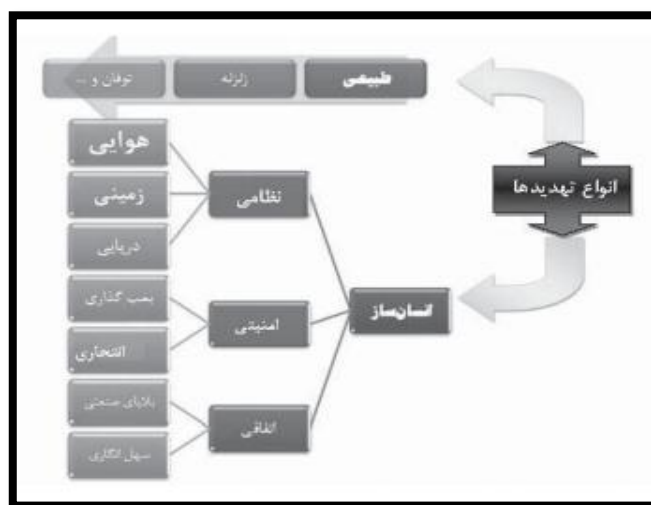 طبیعی
زلزله
توفان و ...
انواع تهدیدها
انسان‌ساز
نظامی
هوایی
زمینی
دریایی
امنیتی
بمب گذاری
انتحاری
اتفاقی
بلایای صنعتی
سهل انگاری